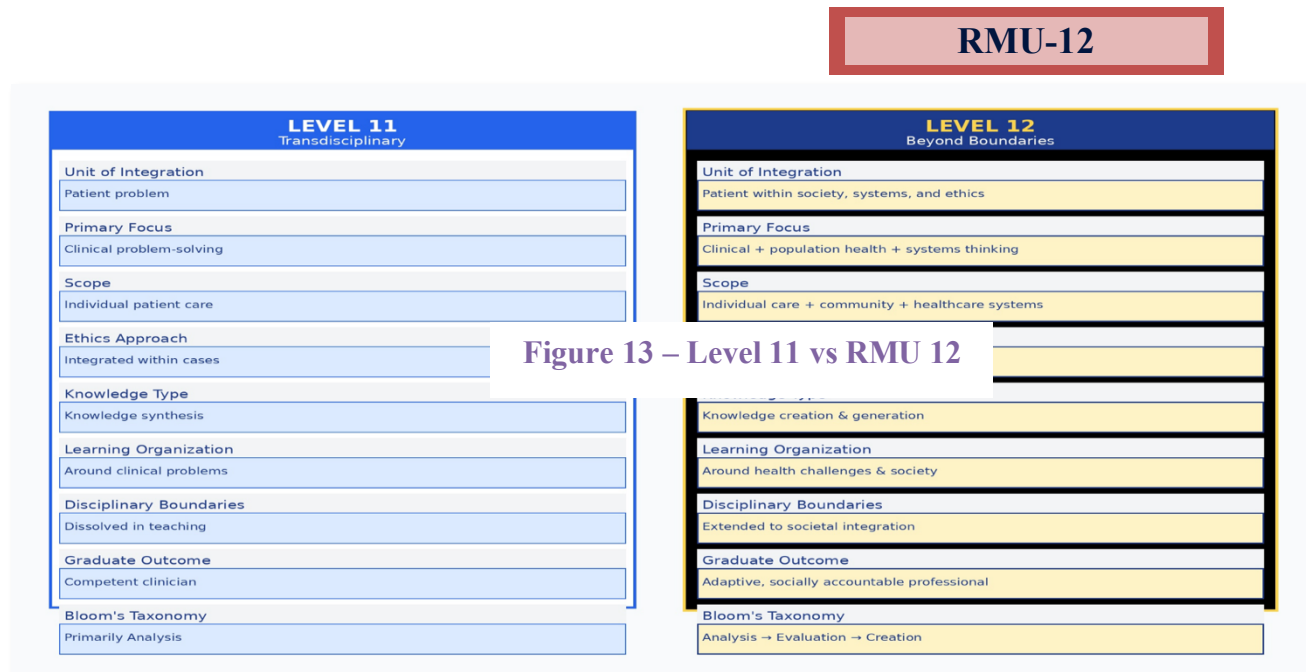 RMU-12
LEVEL 11
Transdisciplinary
Unit of Integration
Patient problem
Primary Focus
Clinical problem-solving
Scope
Individual patient care
Ethics Approach
Integrated within cases
Knowledge Type
Knowledge synthesis
Learning Organization
Around clinical problems
Disciplinary Boundaries
Dissolved in teaching
Graduate Outcome
Competent clinician
Bloom's Taxonomy
Primarily Analysis
LEVEL 12
Beyond Boundaries
Unit of Integration
Patient within society, systems, and ethics
Primary Focus
Clinical + population health + systems thinking
Scope
Individual care + community + healthcare systems
Figure 13 – Level 11 vs RMU 12
Knowledge creation & generation
Learning Organization
Around health challenges & society
Disciplinary Boundaries
Extended to societal integration
Graduate Outcome
Adaptive, socially accountable professional
Bloom's Taxonomy
Analysis → Evaluation → Creation